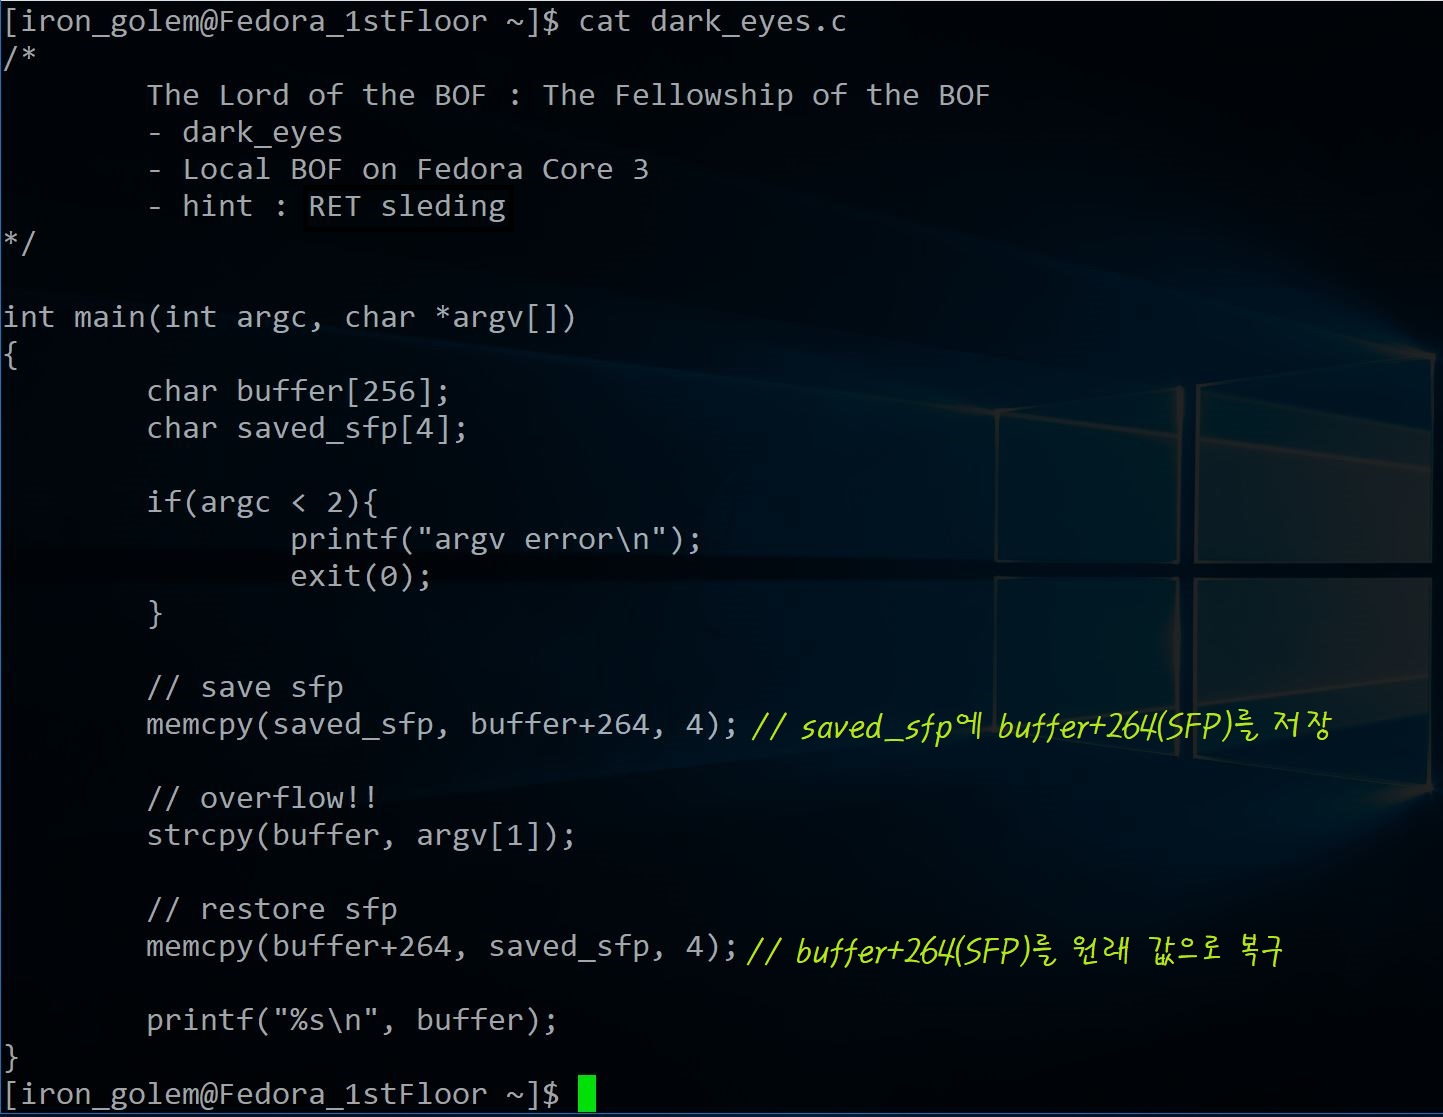 [iron_golem@Fedora_1stFloor ~]$ cat dark_eyes.c
/*
The Lord of the BOF : The Fellowship of the BOF
- dark_eyes
- Local BOF on Fedora Core 3
- hint : RET sleding
*/
int main(int argc, char *argv[])
{
char buffer[256];
char saved_sfp[4];
if(argc < 2){
printf("argv error\n");
exit(0);
}
// save sfp
memcpy(saved_sfp, buffer+264, 4); // saved_sfp에 buffer+264(SFP)를 저장
// overflow!!
strcpy(buffer, argv[1]);
// restore sfp
memcpy(buffer+264, saved_sfp, 4); // buffer+264(SFP)를 원래 값으로 복구
printf("%s\n", buffer);
}
[iron_golem@Fedora_1stFloor ~]$